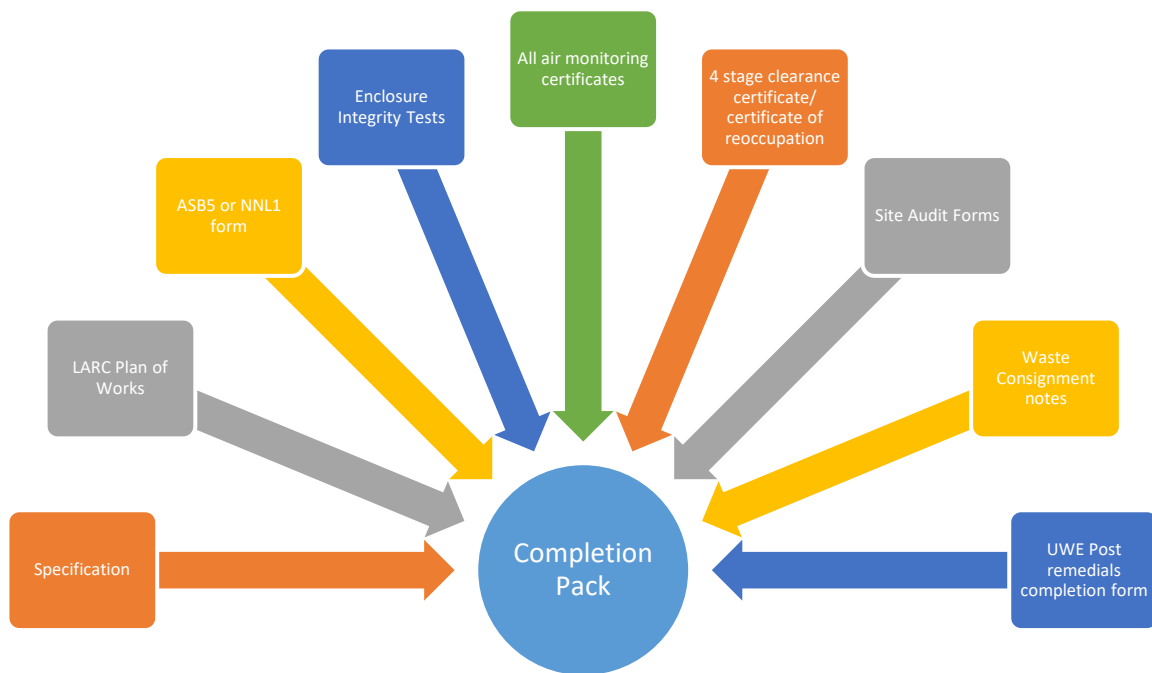 All air monitoring
certificates
4 stage clearance
certificate/
certificate of
reoccupation
Enclosure
Integrity Tests
ASB5 or NNL1
form
Site Audit Forms
LARC Plan of
Works
Waste
Consignment
notes
Specification
Completion
Pack
UWE Post
remedials
completion form